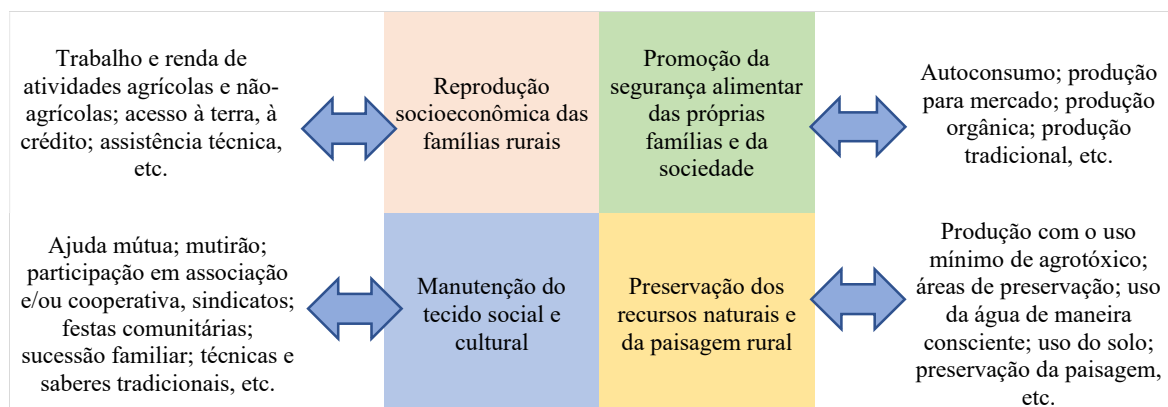 Trabalho e renda de
atividades agrícolas e não-
agrícolas; acesso à terra, à
crédito; assistência técnica,
etc.
Reprodução
socioeconômica das
famílias rurais
Promoção da
segurança alimentar
das próprias
famílias e da
sociedade
Autoconsumo; produção
para mercado; produção
orgânica; produção
tradicional, etc.
Ajuda mútua; mutirão;
participação em associação
e/ou cooperativa, sindicatos;
festas comunitárias;
sucessão familiar; técnicas e
saberes tradicionais, etc.
Manutenção do
tecido social e
cultural
Preservação dos
recursos naturais e
da paisagem rural
Produção com o uso
mínimo de agrotóxico;
áreas de preservação; uso
da água de maneira
consciente; uso do solo;
preservação da paisagem,
etc.